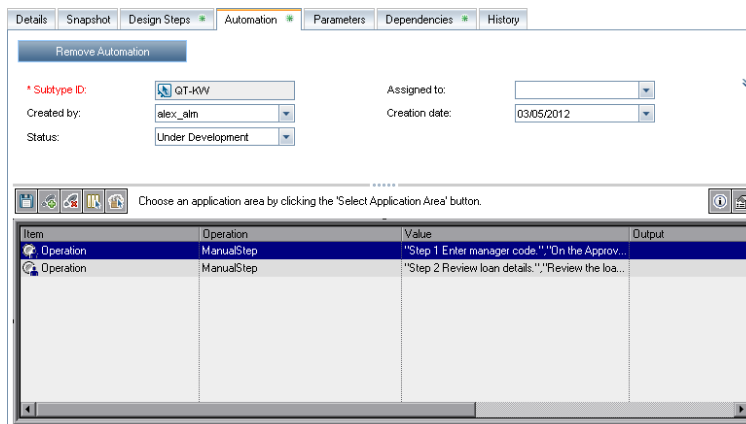 Details Snapshot Design Steps * Automation * Parameters Dependencies * History
Remove Automation
* Subtype ID: QT-KW Assigned to:
Created by: alex_alm Creation date: 03/05/2012
Status: Under Development
Choose an application area by clicking the 'Select Application Area' button.
Item Operation Value Output
Operation ManualStep "Step 1 Enter manager code.","On the Approv...
Operation ManualStep "Step 2 Review loan details.","Review the loa...